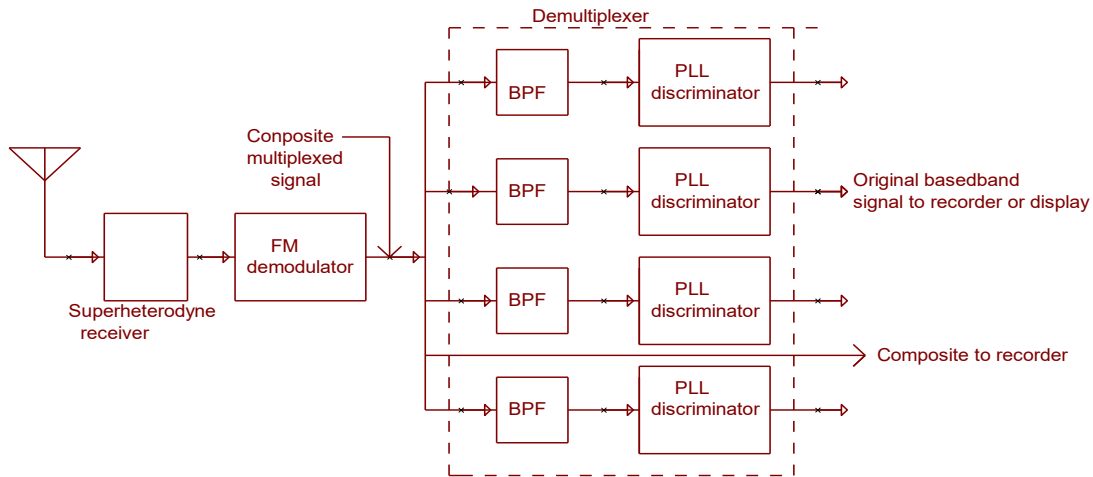 Demultiplexer
BPF
PLL
discriminator
Conposite
multiplexed
signal
BPF
PLL
discriminator
Original basedband
signal to recorder or display
FM
demodulator
Superheterodyne
receiver
BPF
PLL
discriminator
Composite to recorder
BPF
PLL
discriminator